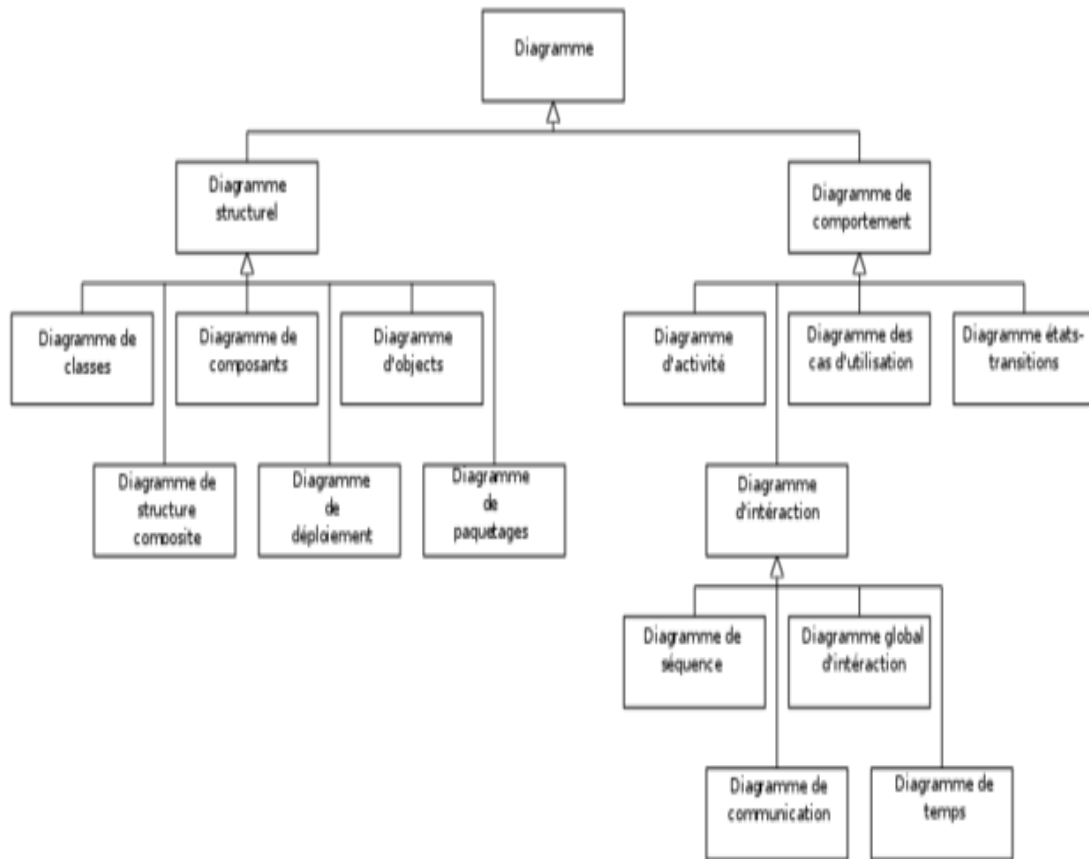 Diagramme
Diagramme
structurel
Diagramme de
comportement
Diagramme de
classes
Diagramme de
composants
Diagramme
d'objects
Diagramme
d'activité
Diagramme des
cas d'utilisation
Diagramme états-
transitions
Diagramme de
structure
composite
Diagramme
de
déploiement
Diagramme
de
paquetages
Diagramme
d'intéraction
Diagramme de
séquence
Diagramme global
d'intéraction
Diagramme de
communication
Diagramme de
temps